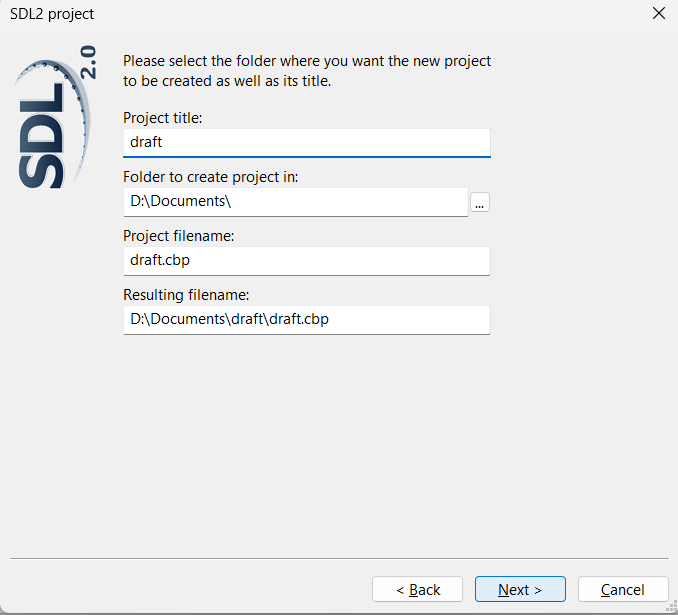 SDL2 project
SDL 2.0
Please select the folder where you want the new project
to be created as well as its title.
Project title:
draft
Folder to create project in:
D:\Documents\
...
Project filename:
draft.cbp
Resulting filename:
D:\Documents\draft\draft.cbp
< Back
Next >
Cancel